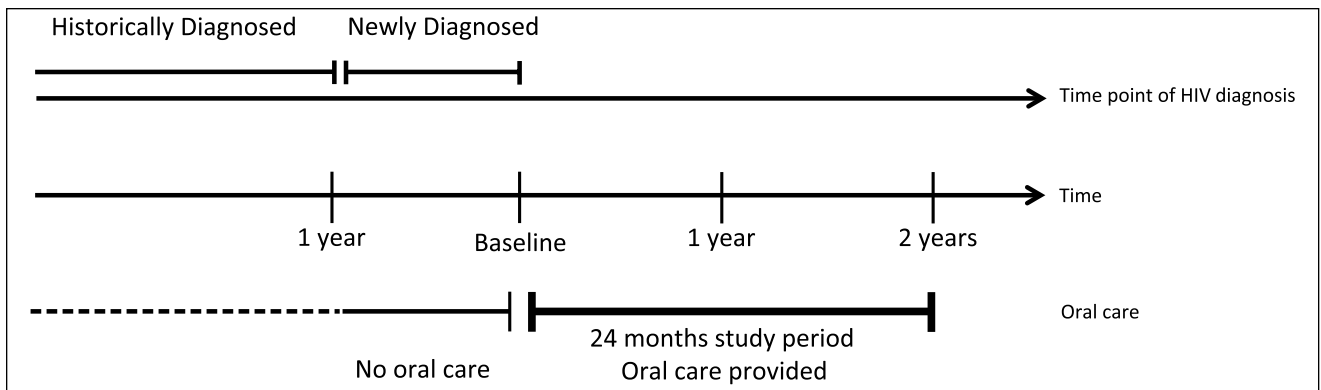 Historically Diagnosed
Newly Diagnosed
Time point of HIV diagnosis
Time
1 year
Baseline
1 year
2 years
Oral care
24 months study period
No oral care
Oral care provided